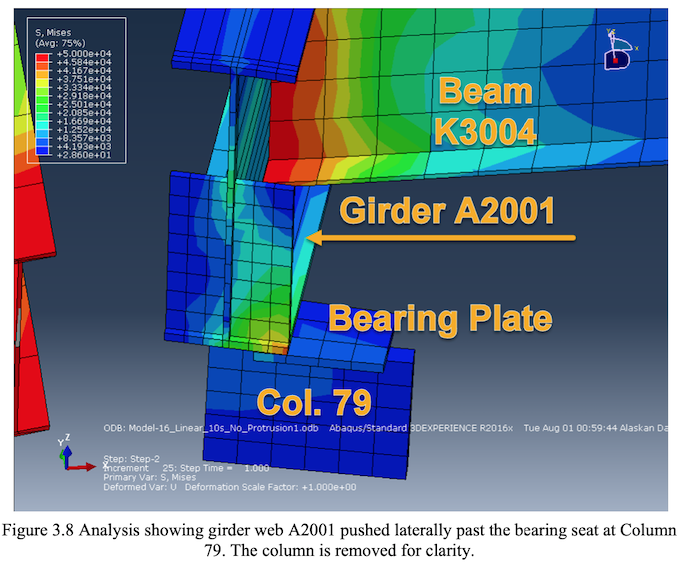 S, Mises
(Avg: 75%)
+5.000e+04
+4.584e+04
+4.167e+04
+3.751e+04
+3.334e+04
+2.918e+04
+2.501e+04
+2.085e+04
+1.669e+04
+1.252e+04
+8.357e+03
+4.193e+03
+2.860e+01
Y
X
Beam
K3004
Girder A2001
Bearing Plate
Col. 79
ODB: Model-16_Linear_10s_No_Protrusion1.odb Abaqus/Standard 3DEXPERIENCE R2016x Tue Aug 01 00:59:44 Alaskan Da
Y
Z
X
Step: Step-2
Increment 25: Step Time = 1.000
Primary Var: S, Mises
Deformed Var: U Deformation Scale Factor: +1.000e+00
Figure 3.8 Analysis showing girder web A2001 pushed laterally past the bearing seat at Column
79. The column is removed for clarity.